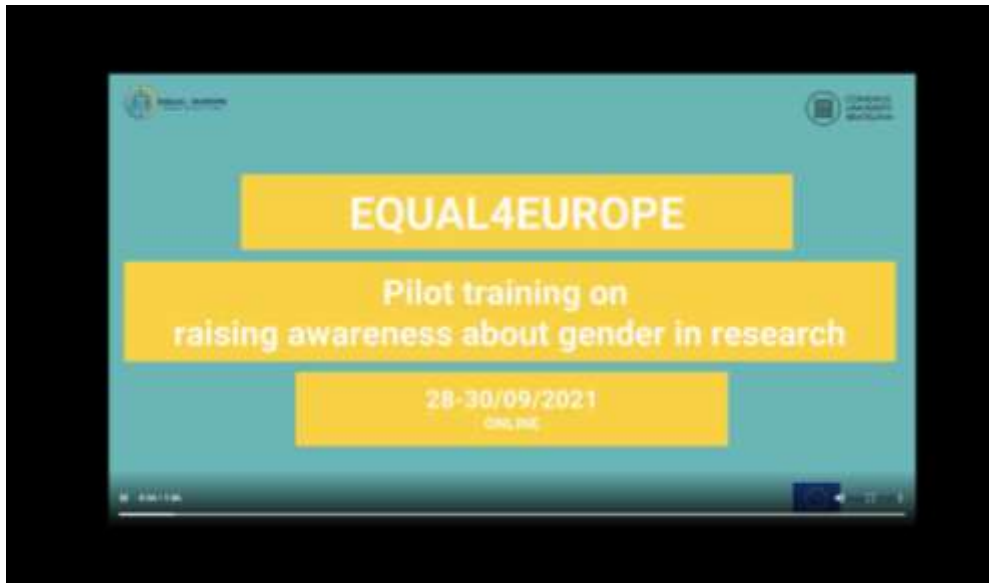 EQUAL4EUROPE
Pilot training on
raising awareness about gender in research
28-30/09/2021
ONLINE